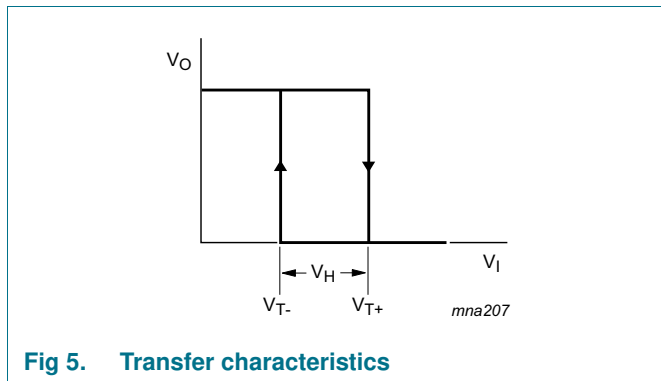 VO
VH
VI
VT-
VT+
mna207
Fig 5. Transfer characteristics